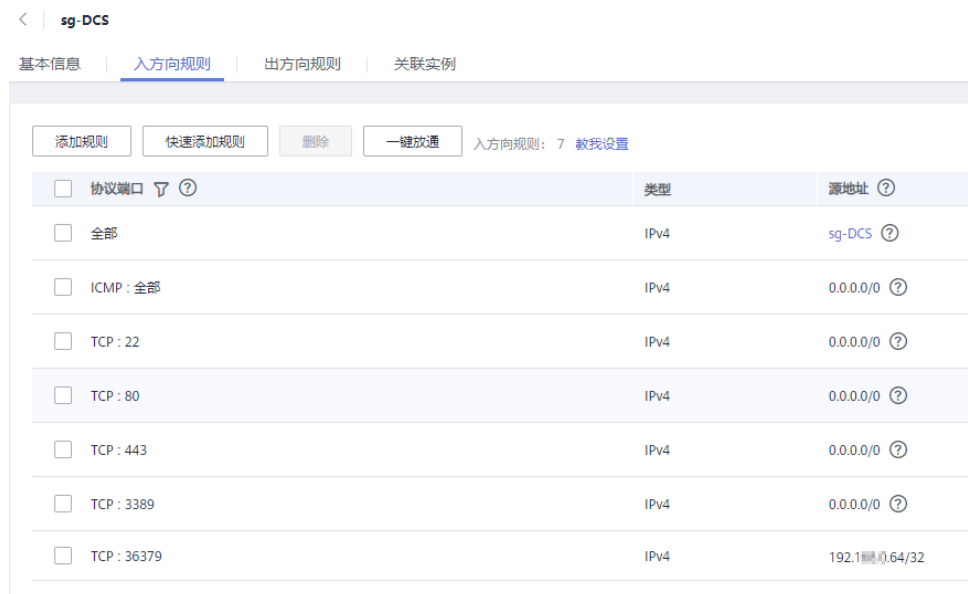 sg-DCS
基本信息 入方向规则 出方向规则 关联实例
添加规则 快速添加规则 删除 一键放通 入方向规则: 7 教我设置
协议端口 类型 源地址
全部 IPv4 sg-DCS
ICMP : 全部 IPv4 0.0.0.0/0
TCP : 22 IPv4 0.0.0.0/0
TCP : 80 IPv4 0.0.0.0/0
TCP : 443 IPv4 0.0.0.0/0
TCP : 3389 IPv4 0.0.0.0/0
TCP : 36379 IPv4